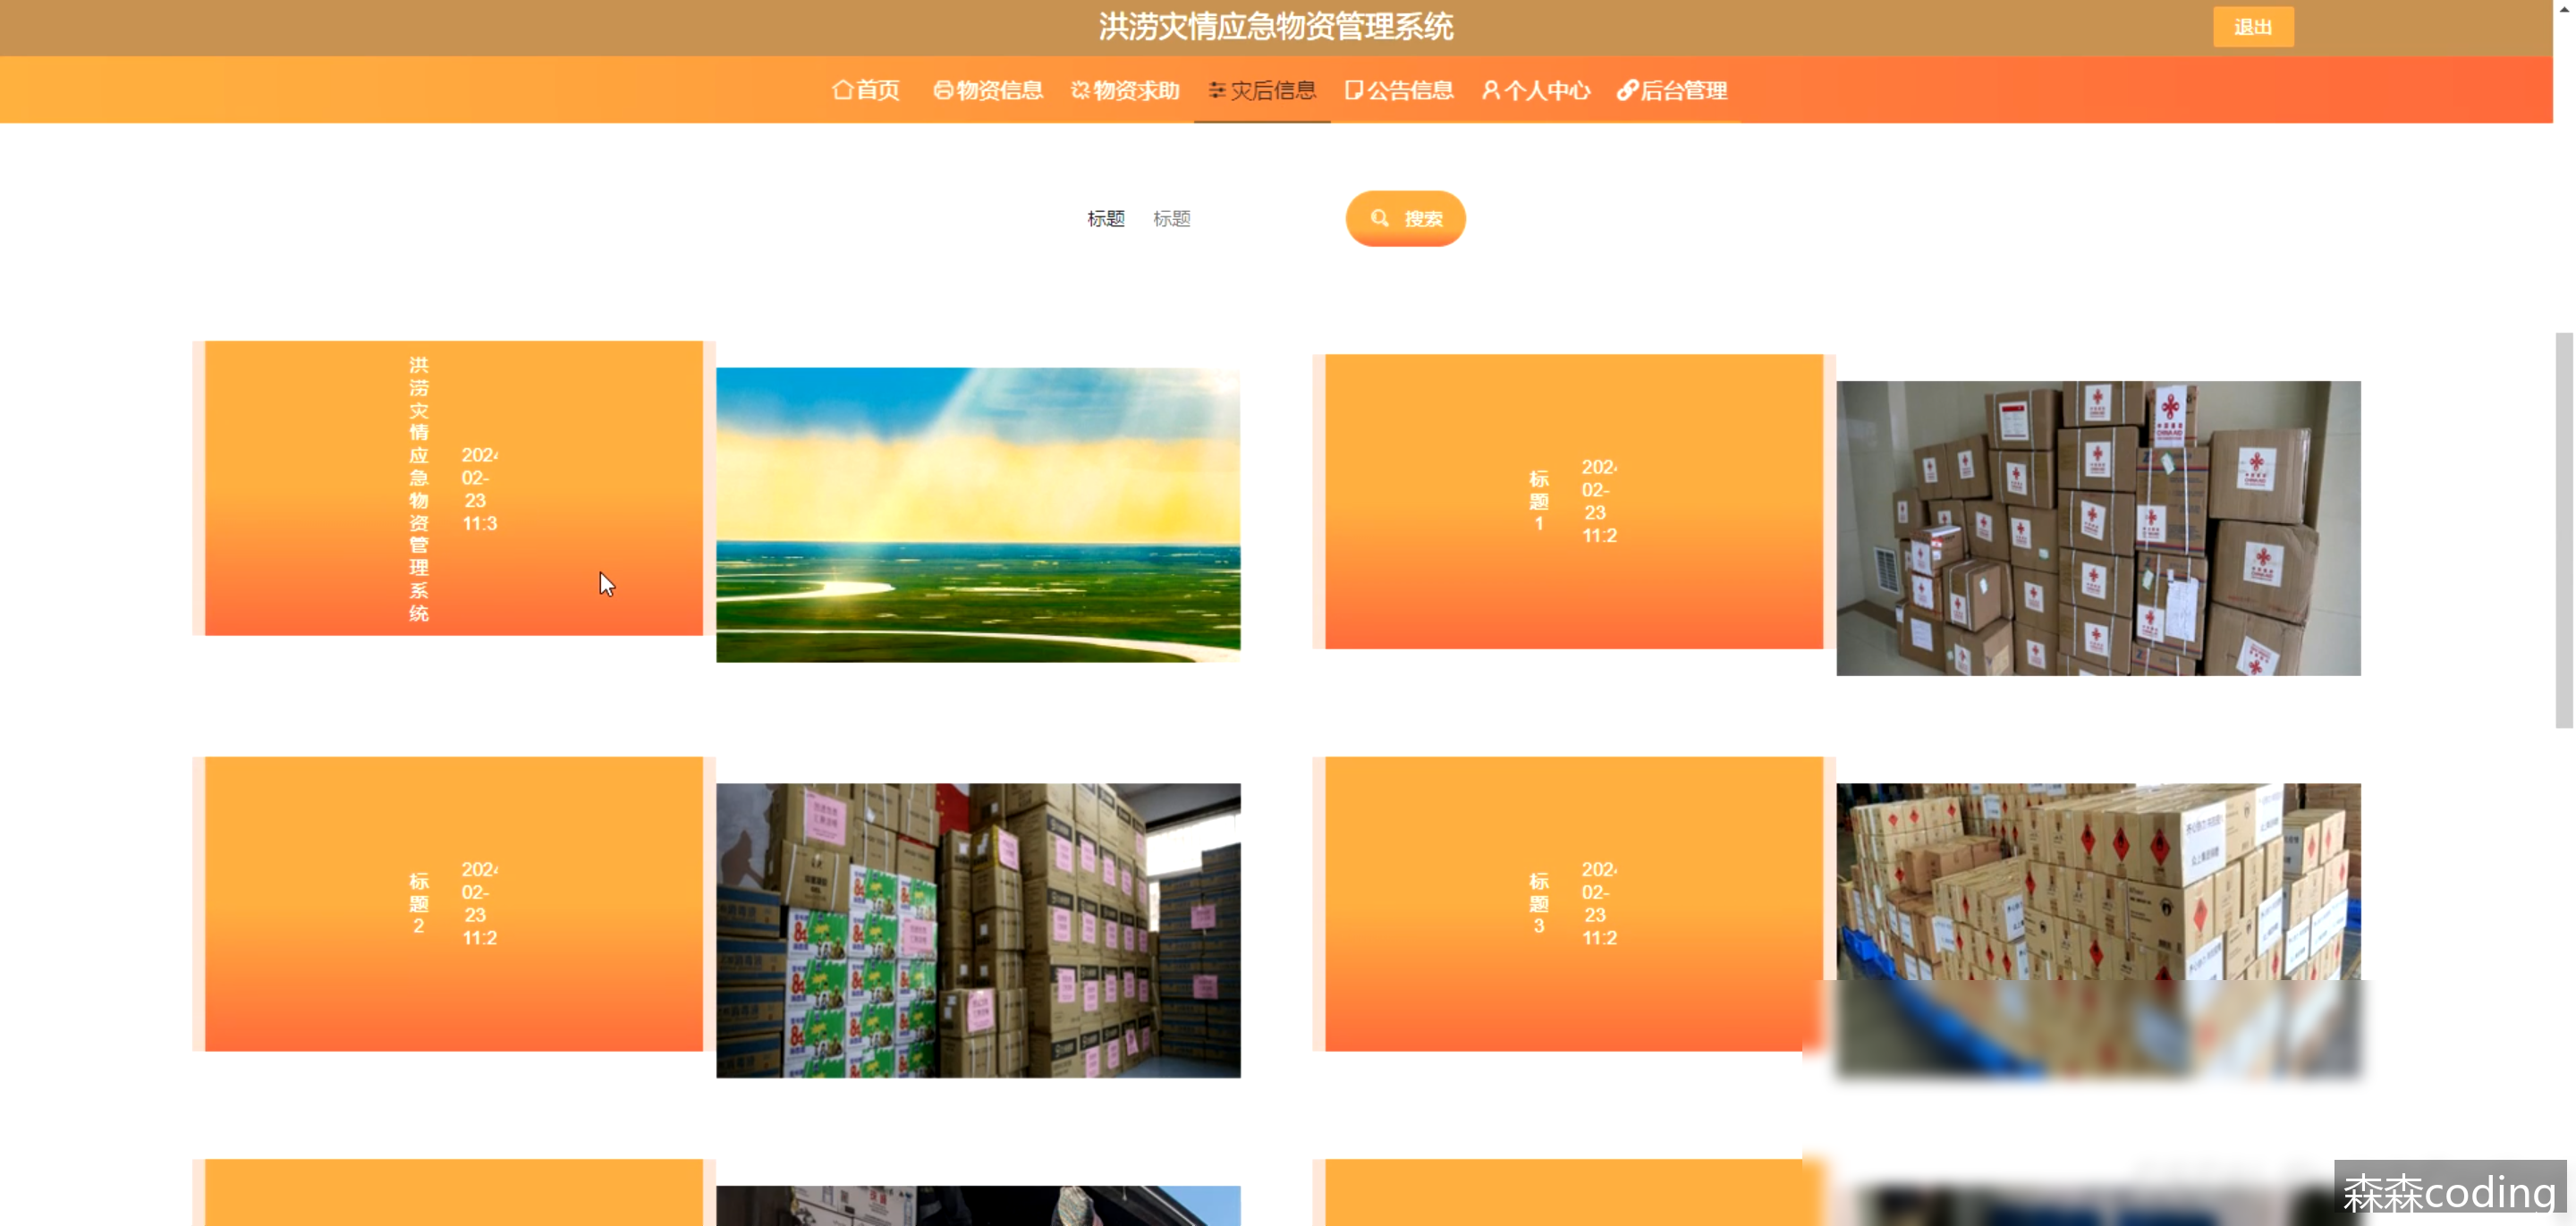 洪涝灾情应急物资管理系统
退出
首页 物资信息 物资求助 灾后信息 公告信息 个人中心 后台管理
标题 标题 搜索
洪涝灾情应急物资管理系统
202
02-
23
11:3
标题1
202
02-
23
11:2
标题2
202
02-
23
11:2
标题3
202
02-
23
11:2
森森coding